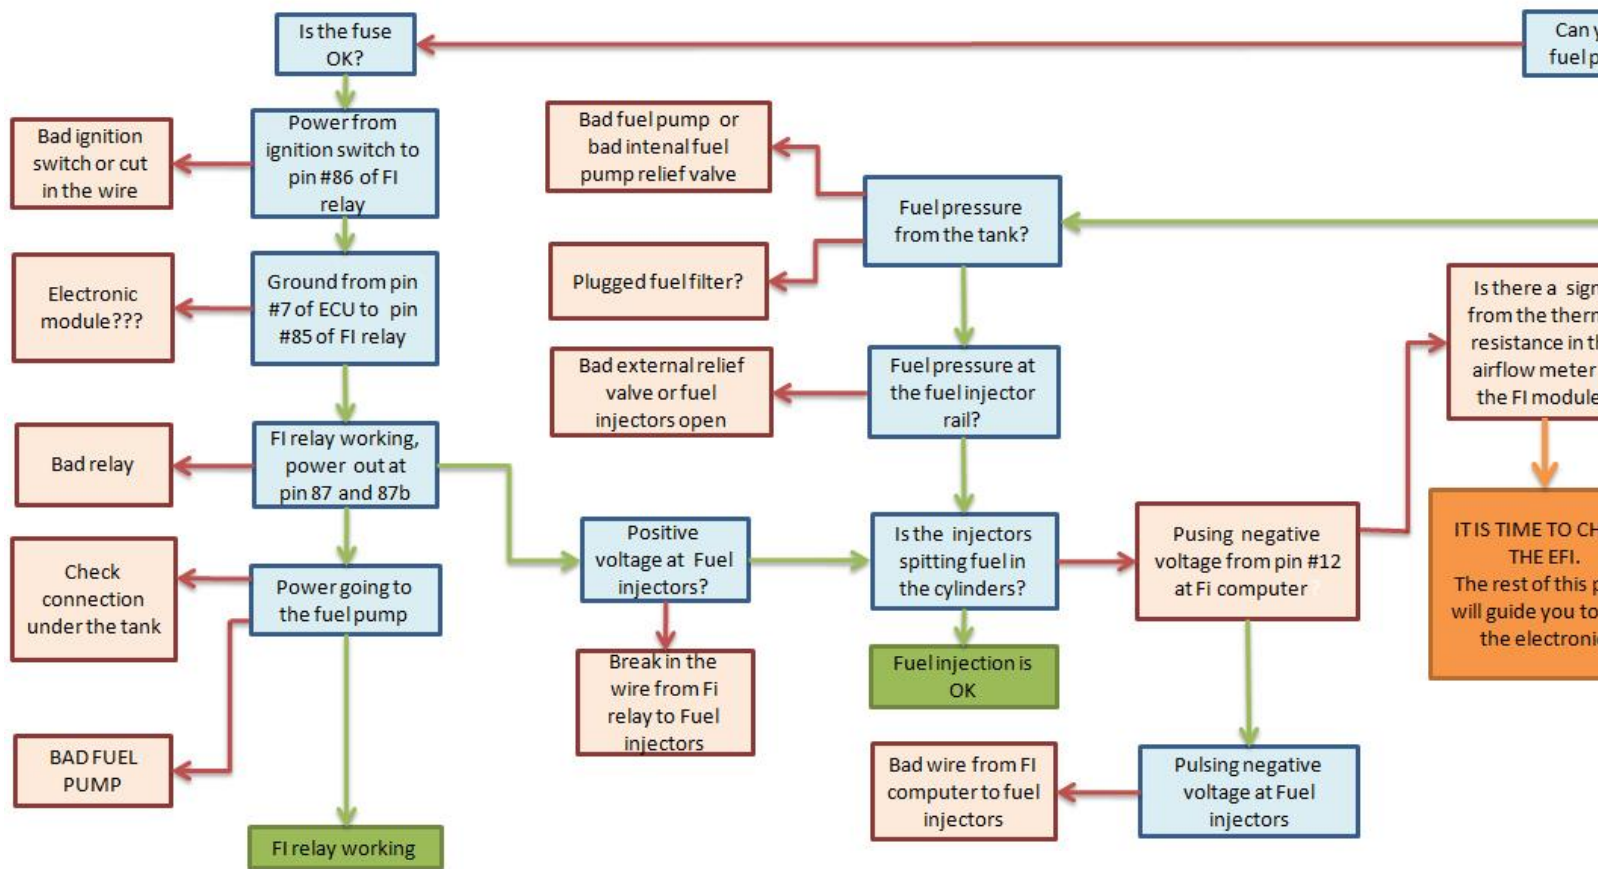 Is the fuse
OK?
Can
fuel
Power from
ignition switch to
pin #86 of FI
relay
Bad ignition
switch or cut
in the wire
Bad fuel pump or
bad intenal fuel
pump relief valve
Fuel pressure
from the tank?
Ground from pin
#7 of ECU to pin
#85 of FI relay
Electronic
module???
Plugged fuel filter?
Is there a
from the
resistance in
airflow meter
the FI module
Fuel pressure at
the fuel injector
rail?
Bad external relief
valve or fuel
injectors open
FI relay working,
power out at
pin 87 and 87b
Bad relay
Positive
voltage at Fuel
injectors?
Is the injectors
spitting fuel in
the cylinders?
Pusing negative
voltage from pin #12
at Fi computer
IT IS TIME TO
THE EFI.
The rest of this
will guide you to
the
Check
connection
under the tank
Power going to
the fuel pump
Break in the
wire from Fi
relay to Fuel
injectors
Fuel injection is
OK
BAD FUEL
PUMP
Bad wire from FI
computer to fuel
injectors
Pulsing negative
voltage at Fuel
injectors
FI relay working